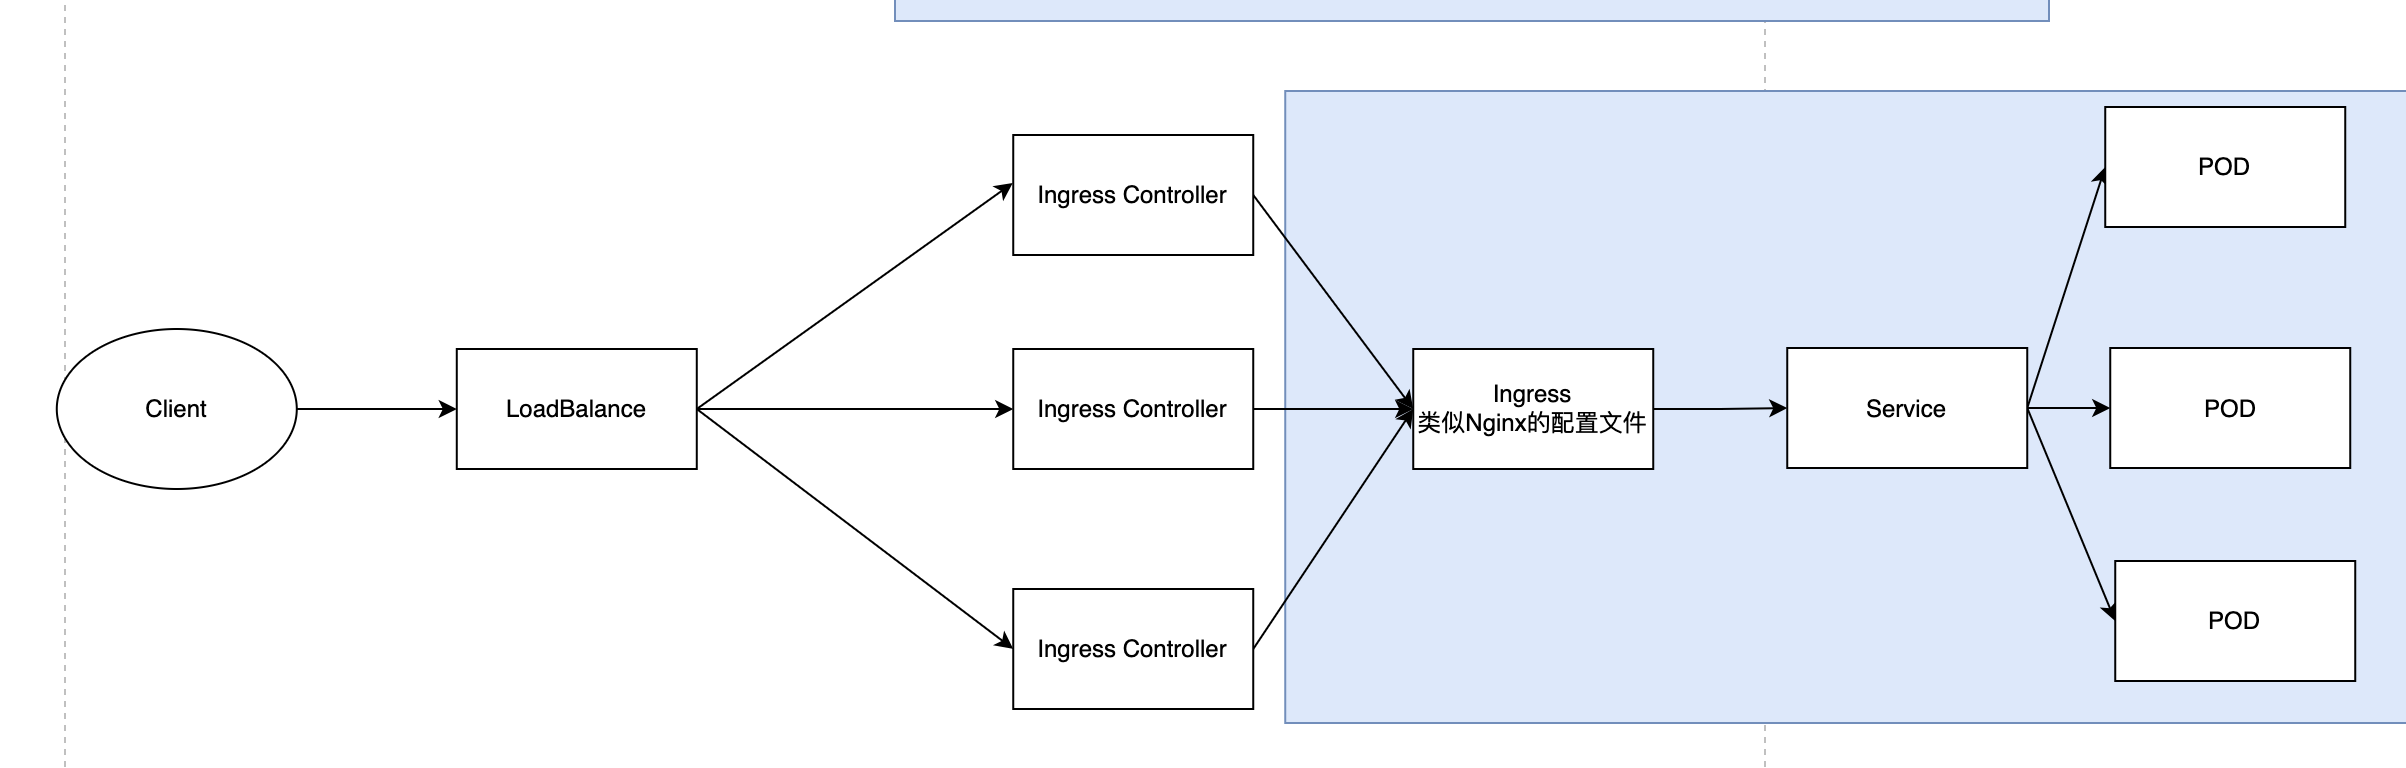 Client
LoadBalance
Ingress Controller
Ingress Controller
Ingress Controller
Ingress
类似Nginx的配置文件
Service
POD
POD
POD